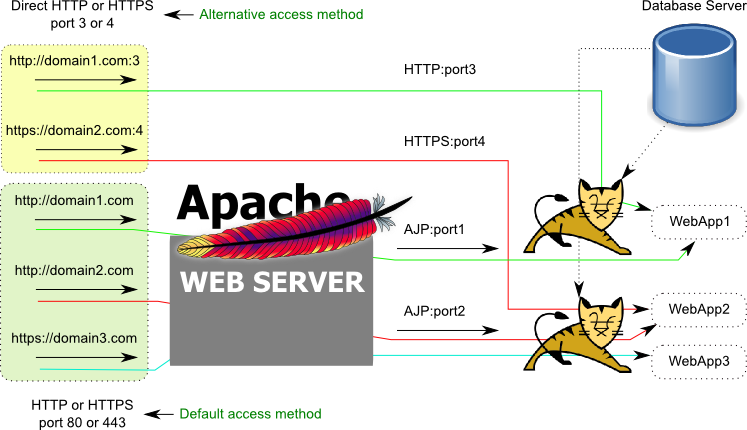 Direct HTTP or HTTPS
port 3 or 4
Alternative access method
Database Server
http://domain1.com:3
HTTP:port3
https://domain2.com:4
HTTPS:port4
http://domain1.com
Apache
WEB SERVER
AJP:port1
WebApp1
http://domain2.com
AJP:port2
WebApp2
https://domain3.com
WebApp3
HTTP or HTTPS
port 80 or 443
Default access method